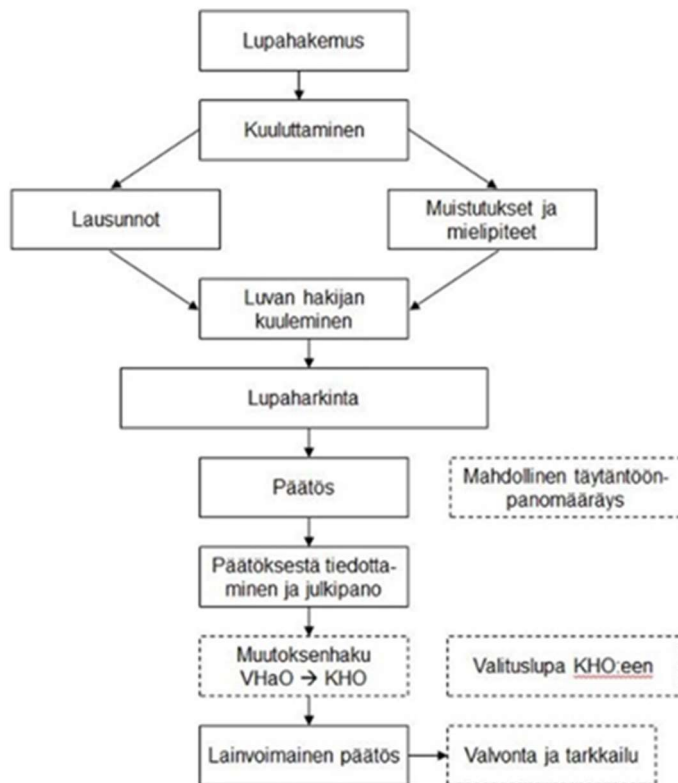 Lupahakemus
Kuuluttaminen
Lausunnot
Muistutukset ja
mielipiteet
Luvan hakijan
kuuleminen
Lupaharkinta
Päätös
Mahdollinen täytäntöön-
panomääräys
Päätöksestä tiedotta-
minen ja julkipano
Muutoksenhaku
VHaO → KHO
Valituslupa KHO:een
Lainvoimainen päätös
Valvonta ja tarkkailu